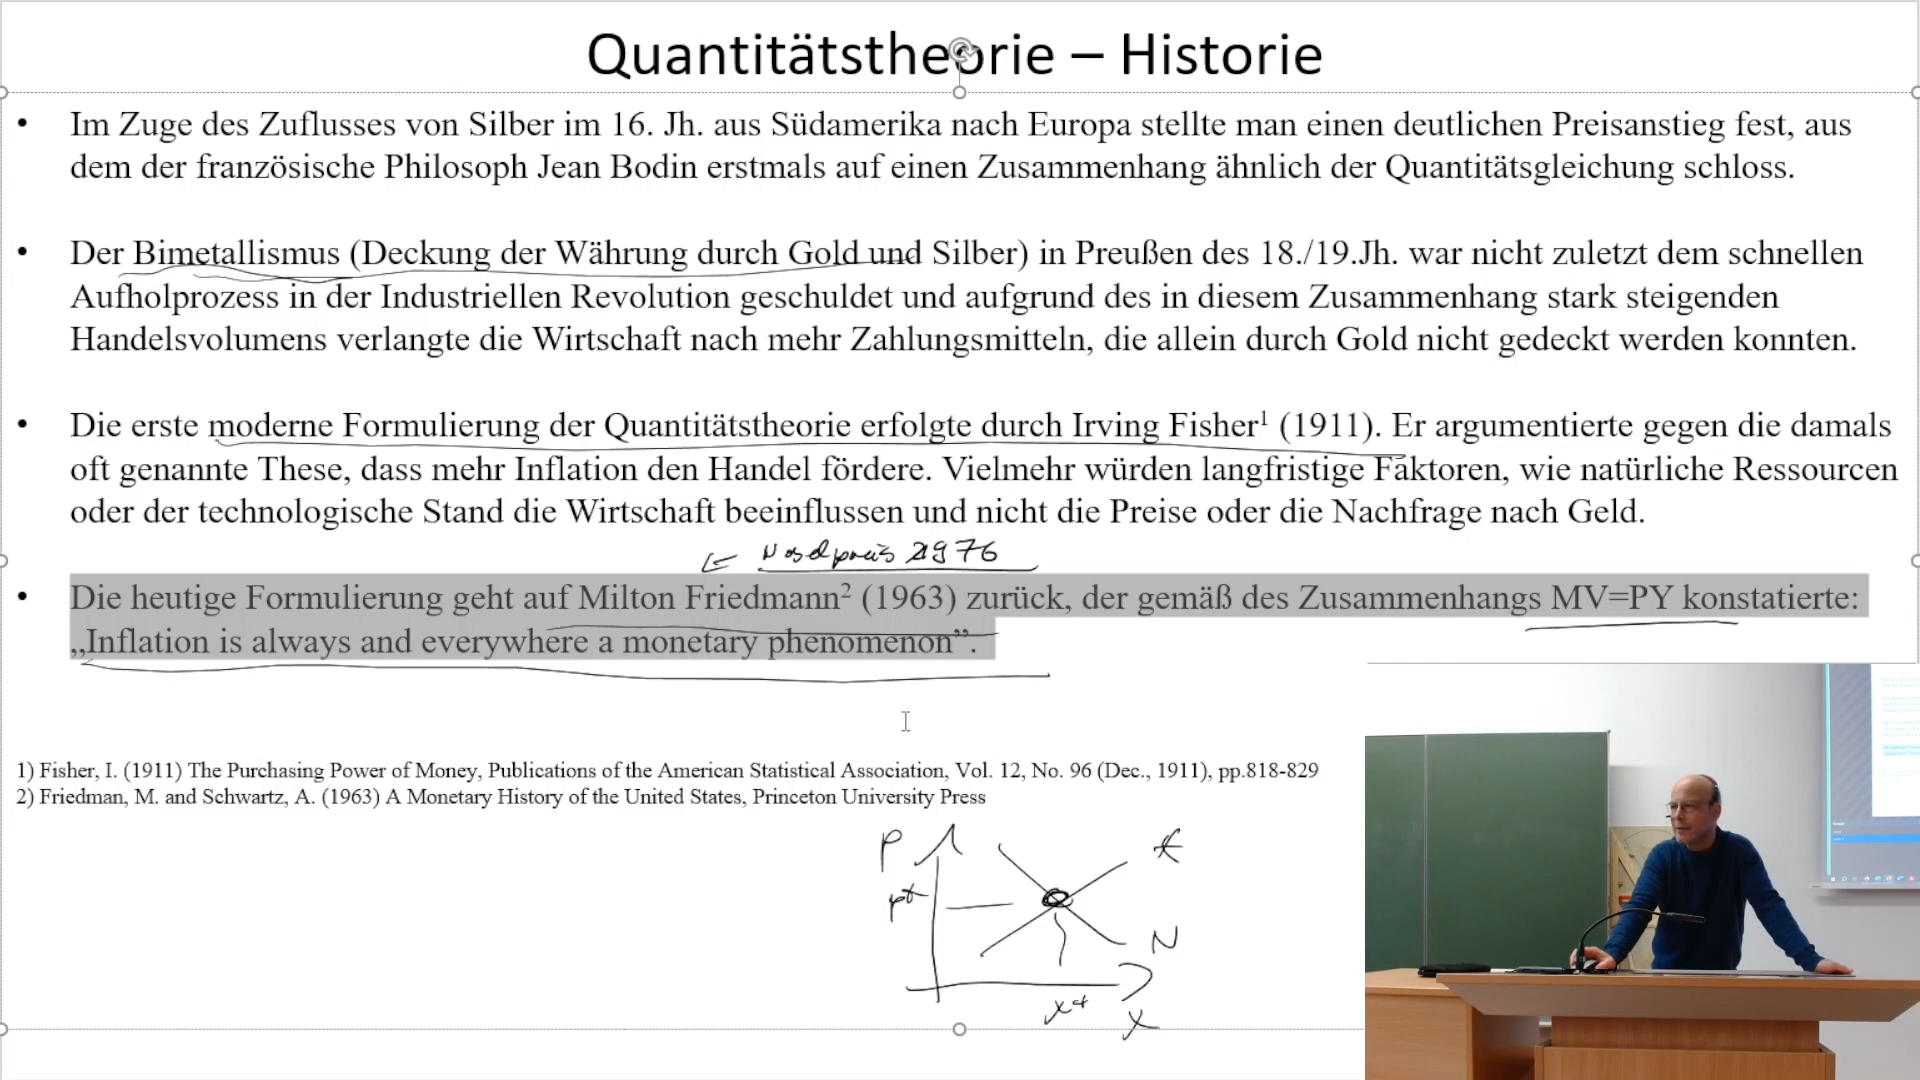 Quantitätstheorie – Historie
• Im Zuge des Zuflusses von Silber im 16. Jh. aus Südamerika nach Europa stellte man einen deutlichen Preisanstieg fest, aus
dem der französische Philosoph Jean Bodin erstmals auf einen Zusammenhang ähnlich der Quantitätsgleichung schloss.
• Der Bimetallismus (Deckung der Währung durch Gold und Silber) in Preußen des 18./19.Jh. war nicht zuletzt dem schnellen
Aufholprozess in der Industriellen Revolution geschuldet und aufgrund des in diesem Zusammenhang stark steigenden
Handelsvolumens verlangte die Wirtschaft nach mehr Zahlungsmitteln, die allein durch Gold nicht gedeckt werden konnten.
• Die erste moderne Formulierung der Quantitätstheorie erfolgte durch Irving Fisher¹ (1911). Er argumentierte gegen die damals
oft genannte These, dass mehr Inflation den Handel fördere. Vielmehr würden langfristige Faktoren, wie natürliche Ressourcen
oder der technologische Stand die Wirtschaft beeinflussen und nicht die Preise oder die Nachfrage nach Geld.
1976
• Die heutige Formulierung geht auf Milton Friedmann² (1963) zurück, der gemäß des Zusammenhangs MV=PY konstatierte:
„Inflation is always and everywhere a monetary phenomenon”.
1) Fisher, I. (1911) The Purchasing Power of Money, Publications of the American Statistical Association, Vol. 12, No. 96 (Dec., 1911), pp.818-829
2) Friedman, M. and Schwartz, A. (1963) A Monetary History of the United States, Princeton University Press
P
p*
N
x*
x